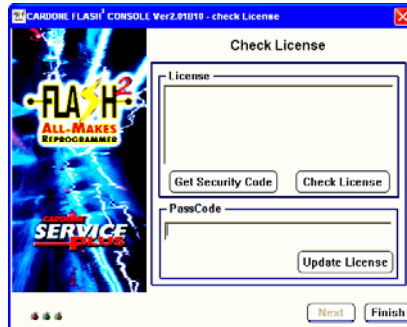 CARDONE FLASH² CONSOLE Ver2.01B10 - check License
Check License
FLASH²
ALL-MAKES
REPROGRAMMER
License
Get Security Code
Check License
PassCode
CARDONE
SERVICE
PLUS
Update License
Next
Finish